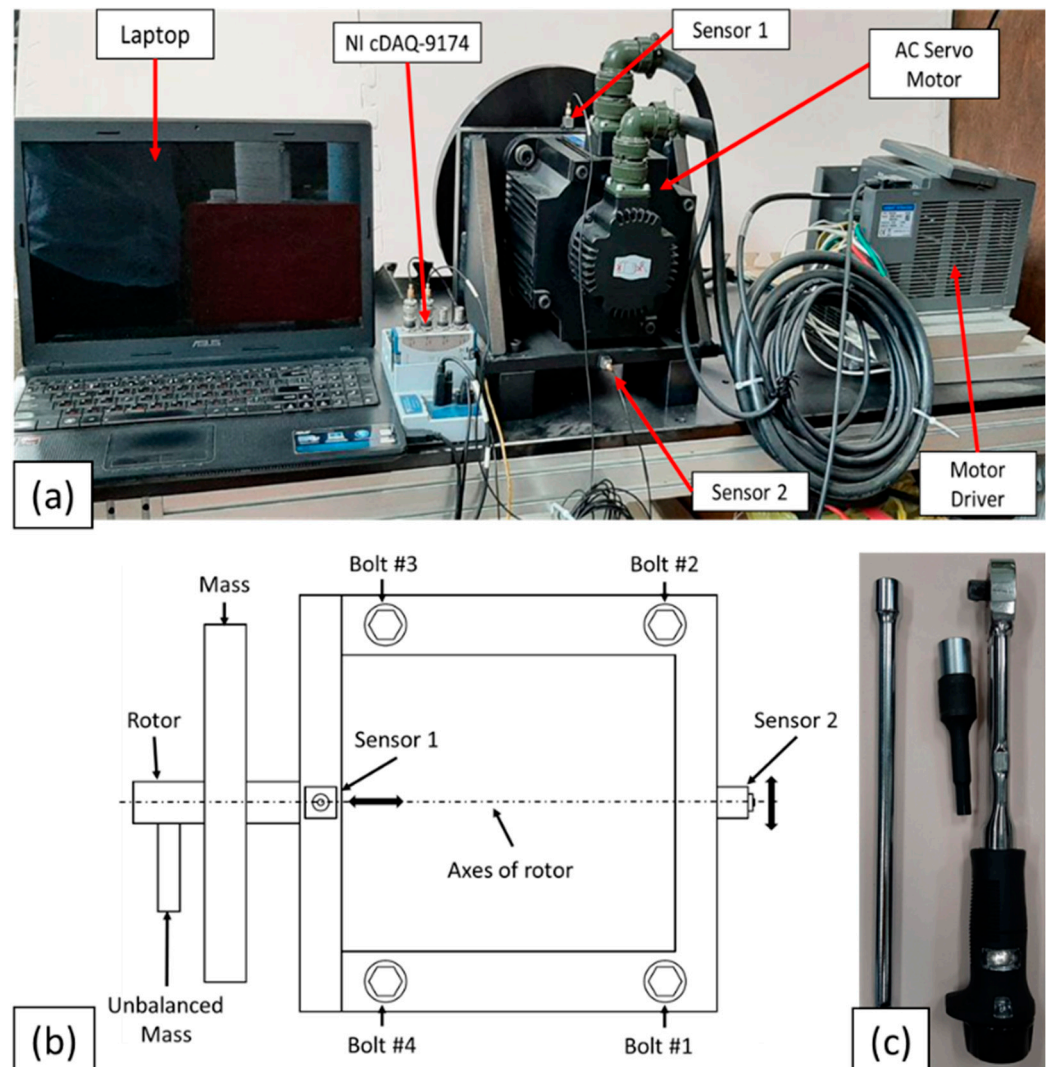 Laptop
NI cDAQ-9174
Sensor 1
AC Servo
Motor
ASUS
Sensor 2
Motor
Driver
(a)
Bolt #3
Bolt #2
Mass
Rotor
Sensor 1
Sensor 2
Axes of rotor
Unbalanced
Mass
Bolt #4
Bolt #1
(b)
(c)